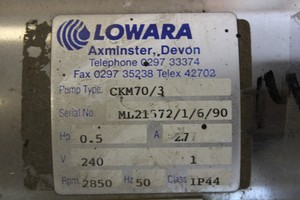 LOWARA
Axminster, Devon
Telephone 0297 33374
Fax 0297 35238 Telex 42702
Pump Type. CKM70/3
Serial No. ML21672/1/6/90
Hp 0.5 A 2.7
V 240 1
Rpm. 2850 Hz 50 Class IP44